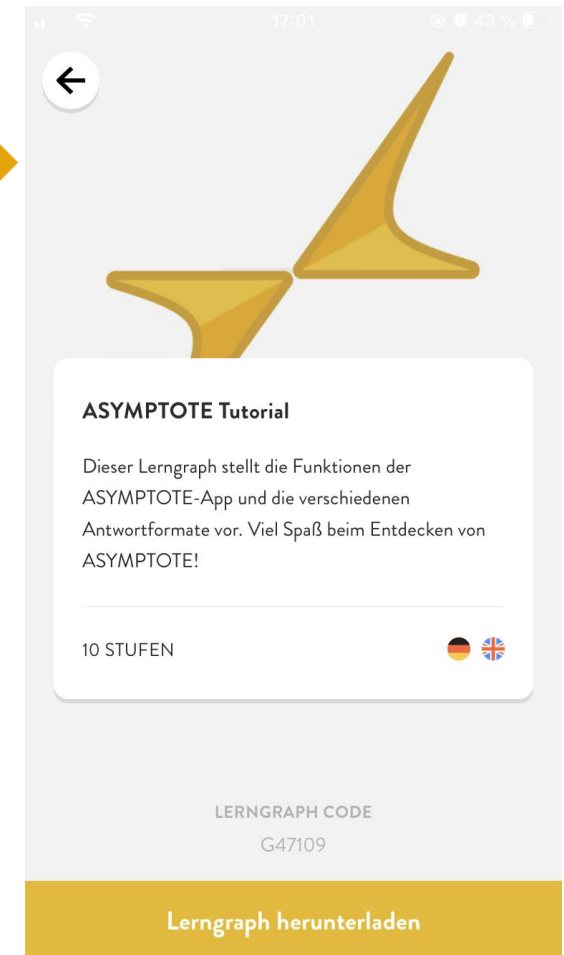 17:01
43 %
ASYMPTOTE Tutorial
Dieser Lerngraph stellt die Funktionen der
ASYMPTOTE-App und die verschiedenen
Antwortformate vor. Viel Spaß beim Entdecken von
ASYMPTOTE!
10 STUFEN
LERNGRAPH CODE
G47109
Lerngraph herunterladen